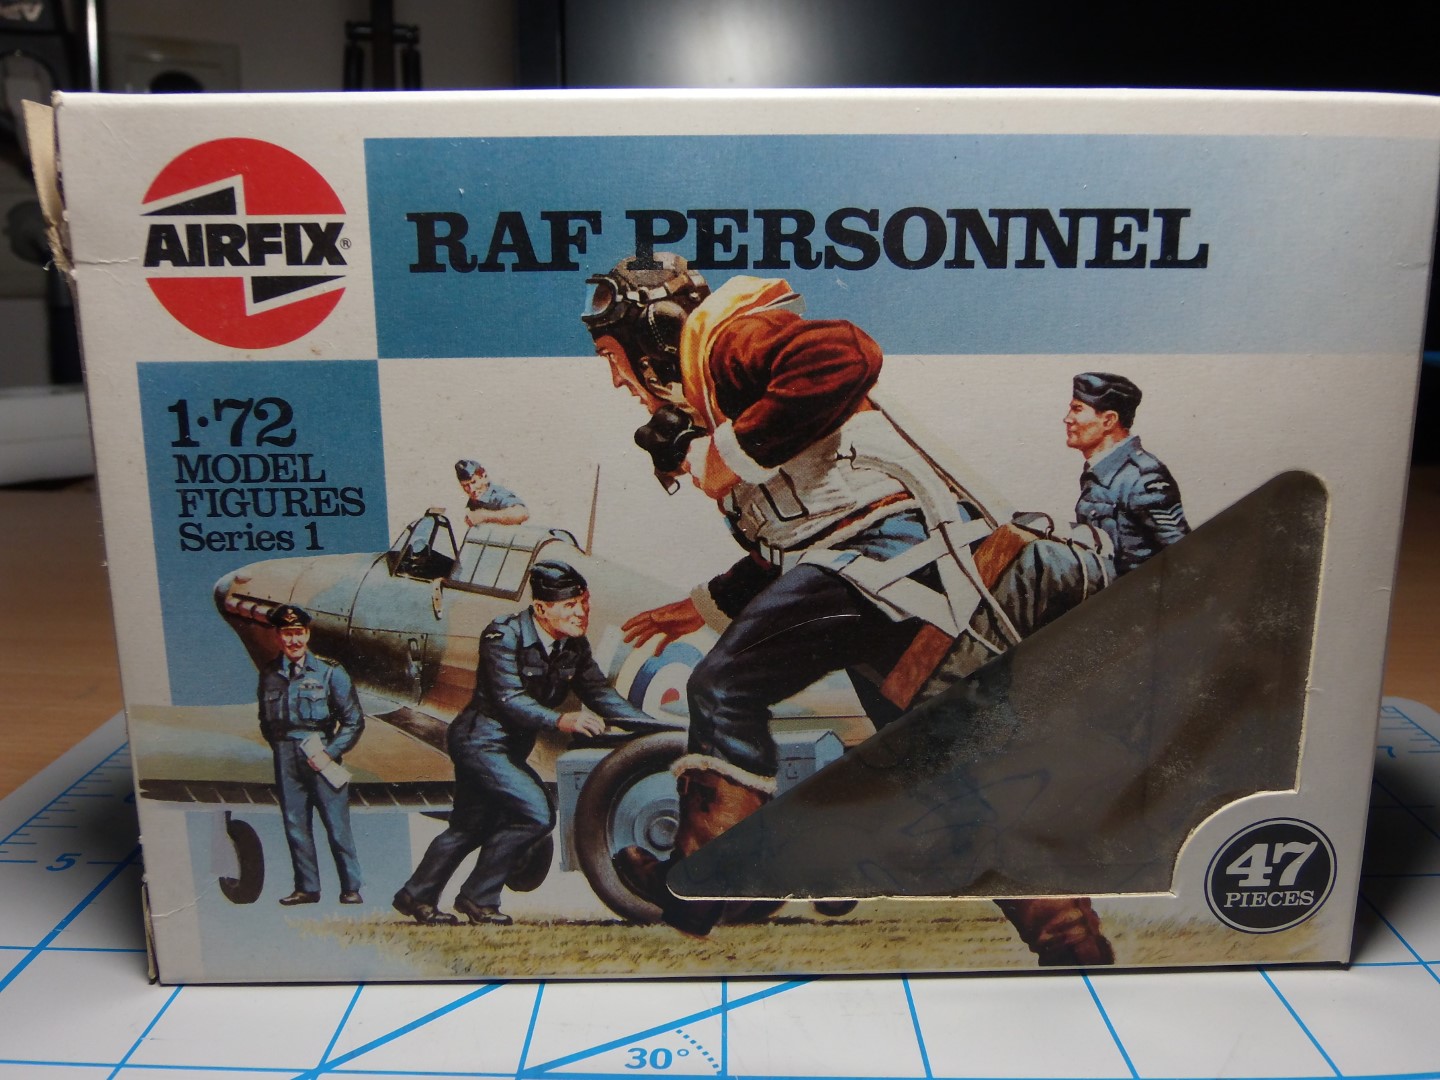 AIRFIX®
RAF PERSONNEL
1·72
MODEL
FIGURES
Series 1
47
PIECES
5
30°